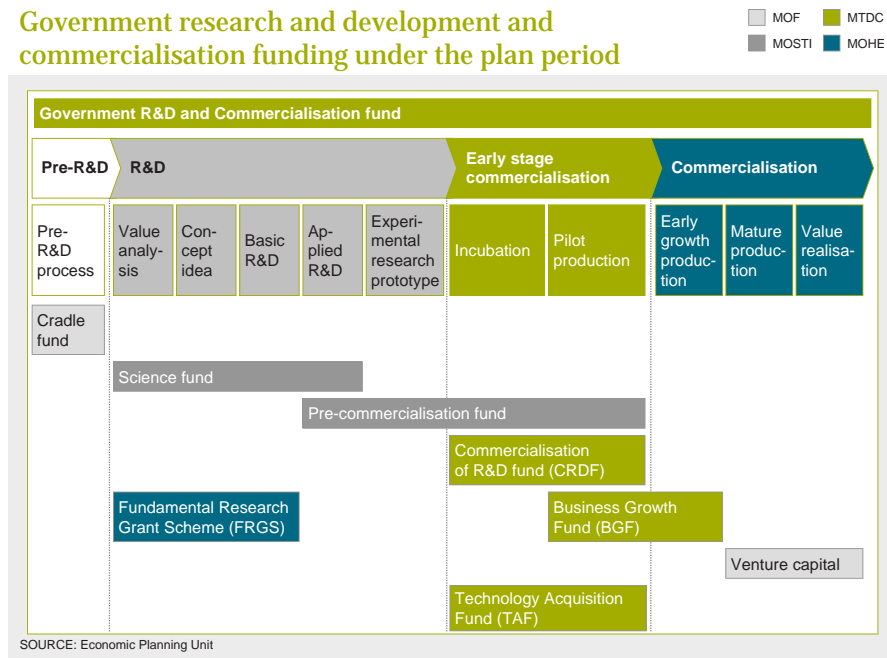 Government research and development and
commercialisation funding under the plan period
MOF
MTDC
MOSTI
MOHE
Government R&D and Commercialisation fund
Pre-R&D
R&D
Early stage
commercialisation
Commercialisation
Pre-
R&D
process
Value
analy-
sis
Con-
cept
idea
Basic
R&D
Ap-
plied
R&D
Experi-
mental
research
prototype
Incubation
Pilot
production
Early
growth
produc-
tion
Mature
produc-
tion
Value
realisa-
tion
Cradle
fund
Science fund
Pre-commercialisation fund
Commercialisation
of R&D fund (CRDF)
Fundamental Research
Grant Scheme (FRGS)
Business Growth
Fund (BGF)
Venture capital
Technology Acquisition
Fund (TAF)
SOURCE: Economic Planning Unit